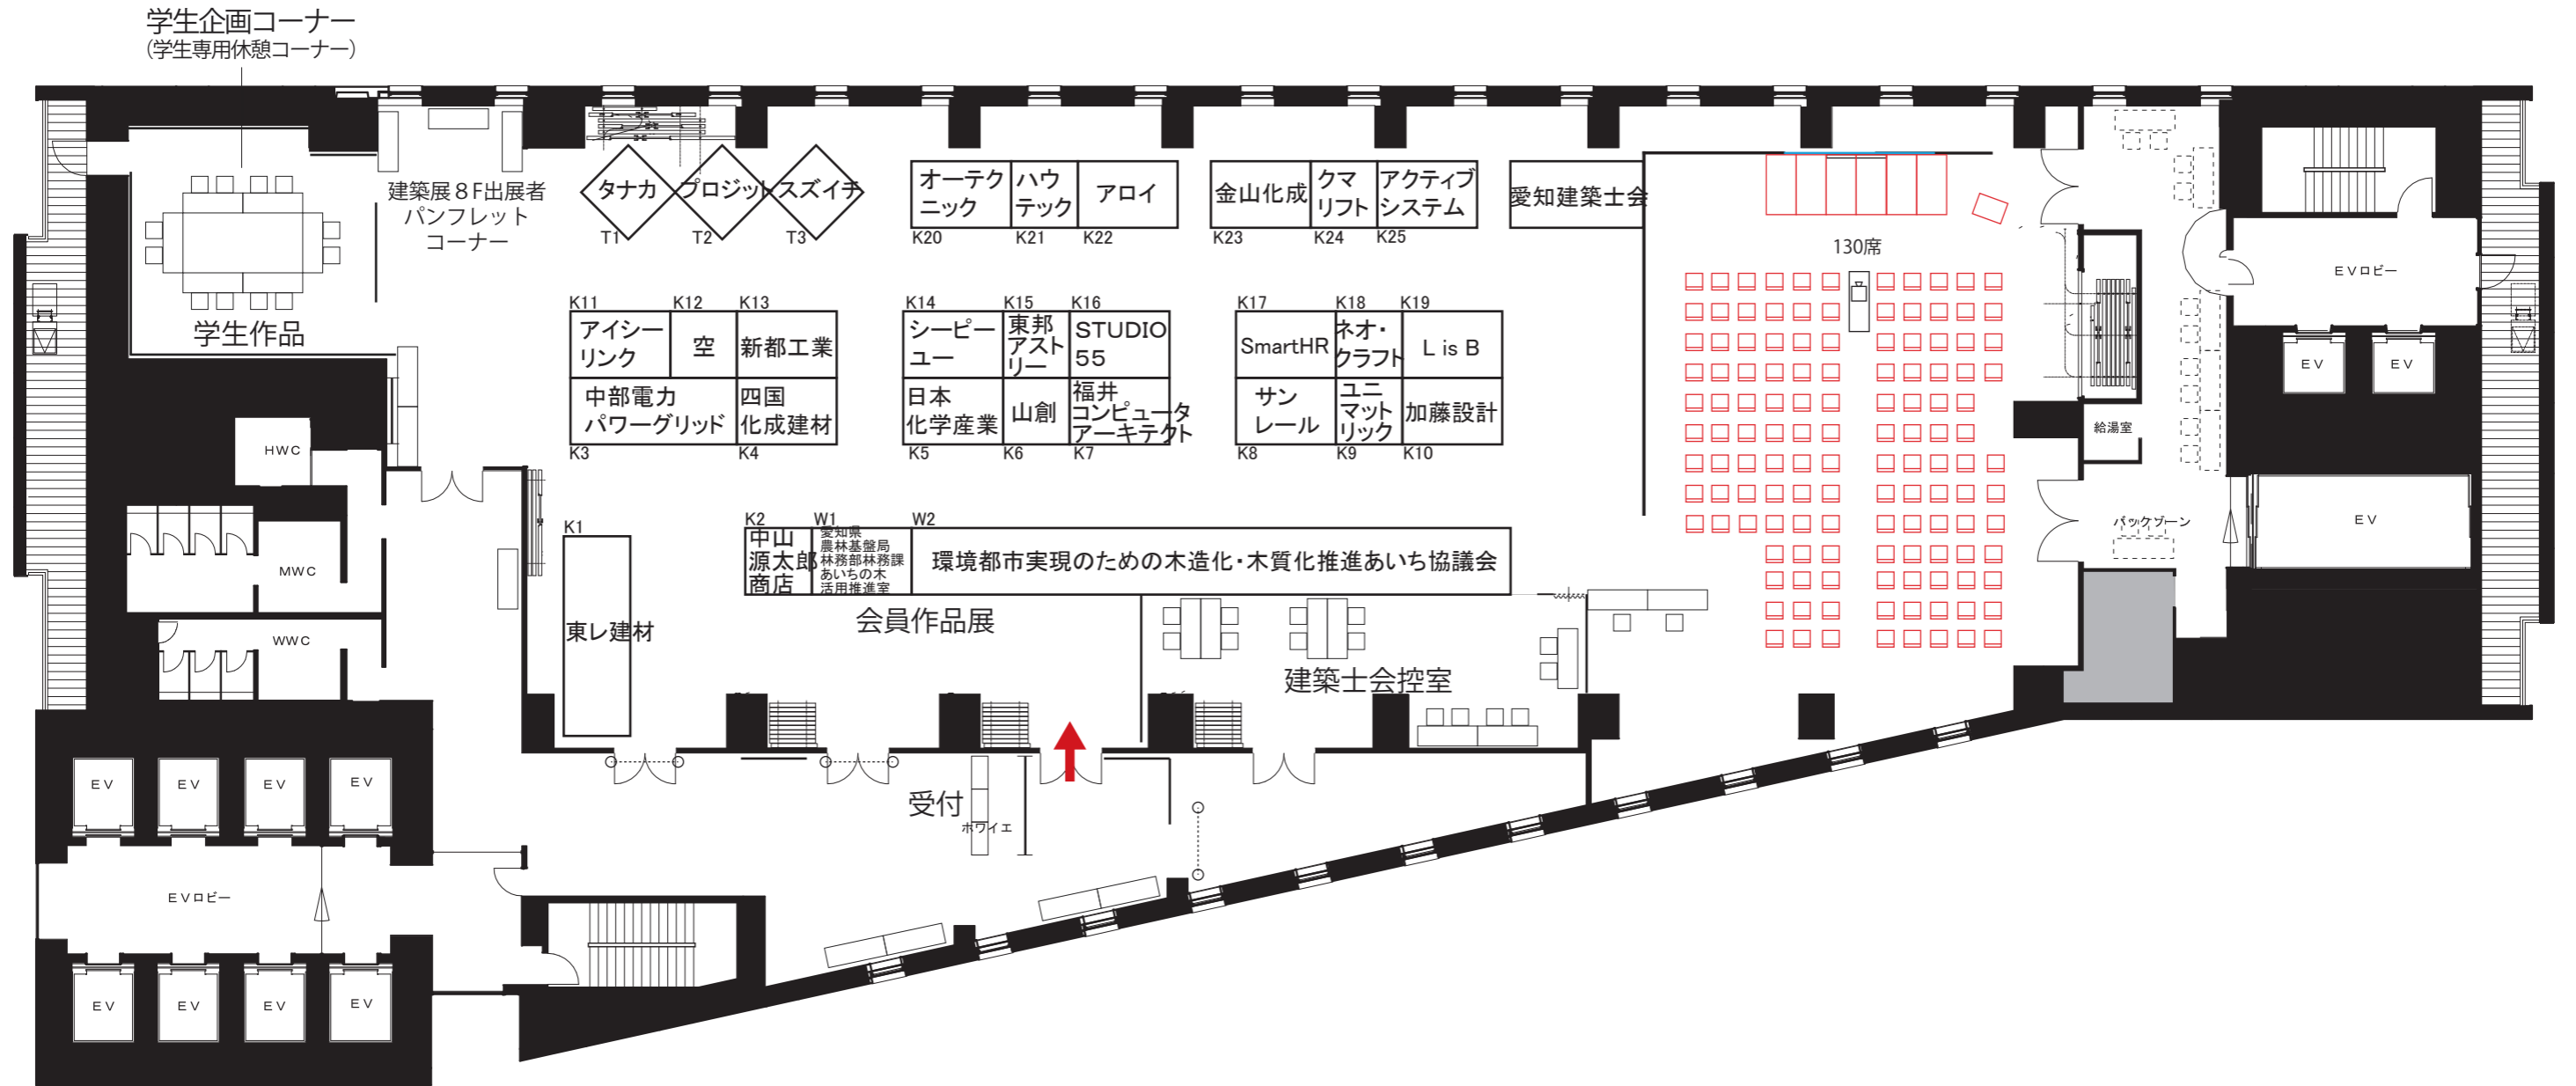 学生企画コーナー
（学生専用休憩コーナー）
建築展８F出展者
パンフレット
コーナー
学生作品
タナカ
T1
プロジット
T2
スズイチ
T3
オーテク
ニック
K20
ハウ
テック
K21
アロイ
K22
金山化成
K23
クマ
リフト
K24
アクティブ
システム
K25
愛知建築士会
130席
K11
アイシー
リンク
K12
空
K13
新都工業
中部電力
パワーグリッド
K3
四国
化成建材
K4
K14
シーピー
ユー
K15
東邦
アスト
リー
K16
STUDIO
55
日本
化学産業
K5
山創
K6
福井
コンピュータ
アーキテクト
K7
K17
SmartHR
K18
ネオ・
クラフト
K19
L is B
サン
レール
K8
ユニ
マット
リック
K9
加藤設計
K10
K1
東レ建材
K2
中山
源太郎
商店
W1
愛知県
農林基盤局
林務部林務課
あいちの木
活用推進室
W2
環境都市実現のための木造化・木質化推進あいち協議会
会員作品展
建築士会控室
受付
ホワイエ
HWC
MWC
WWC
EV
EV
EV
EV
EVロビー
EV
EV
EV
EV
EVロビー
EV
EV
給湯室
バックゾーン
EV